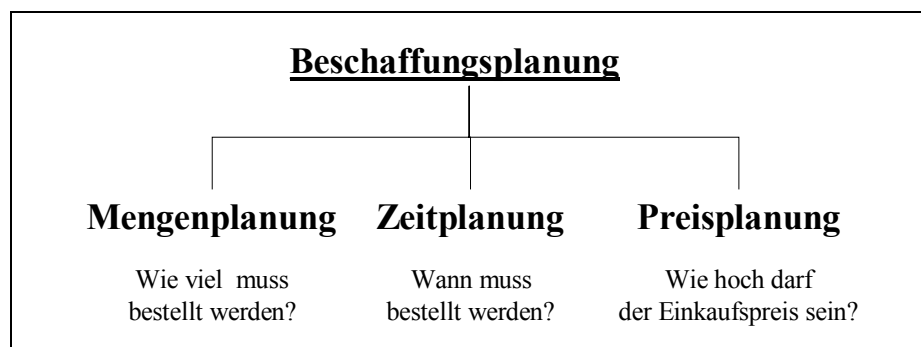 Beschaffungsplanung
Mengenplanung Zeitplanung Preisplanung
Wie viel muss bestellt werden?
Wann muss bestellt werden?
Wie hoch darf der Einkaufspreis sein?